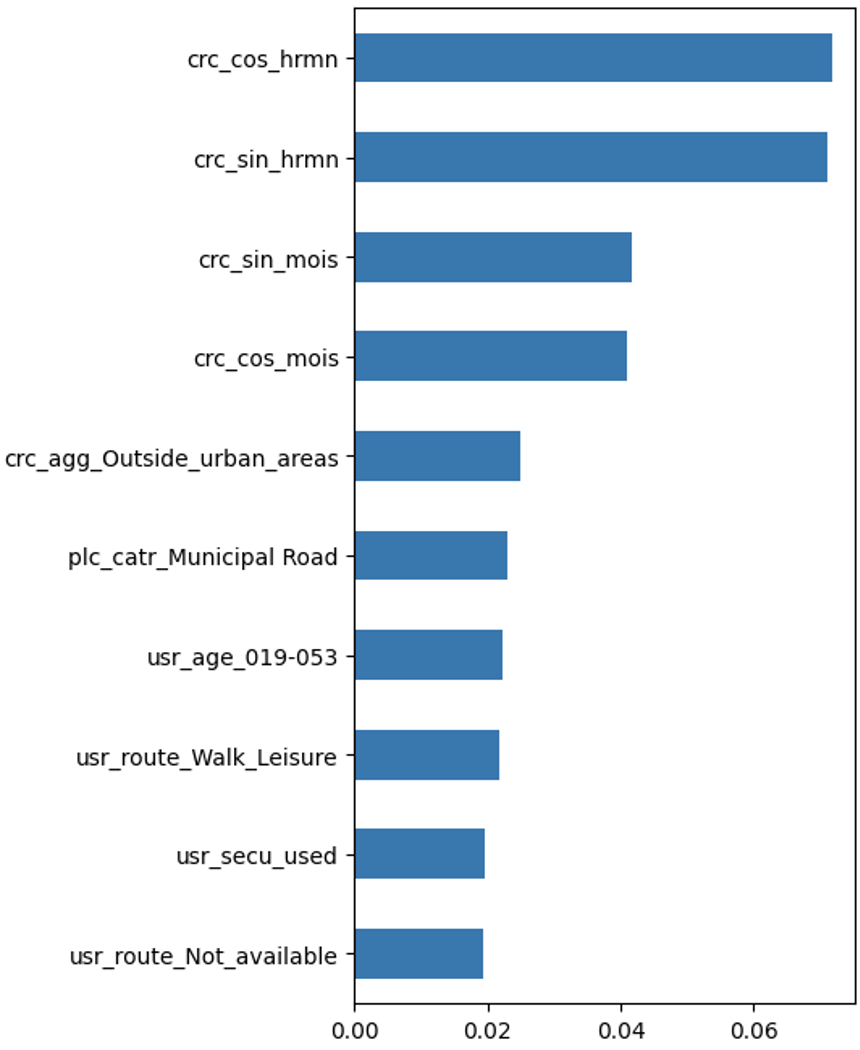 crc_cos_hrmn
crc_sin_hrmn
crc_sin_mois
crc_cos_mois
crc_agg_Outside_urban_areas
plc_catr_Municipal Road
usr_age_019-053
usr_route_Walk_Leisure
usr_secu_used
usr_route_Not_available
0.00 0.02 0.04 0.06